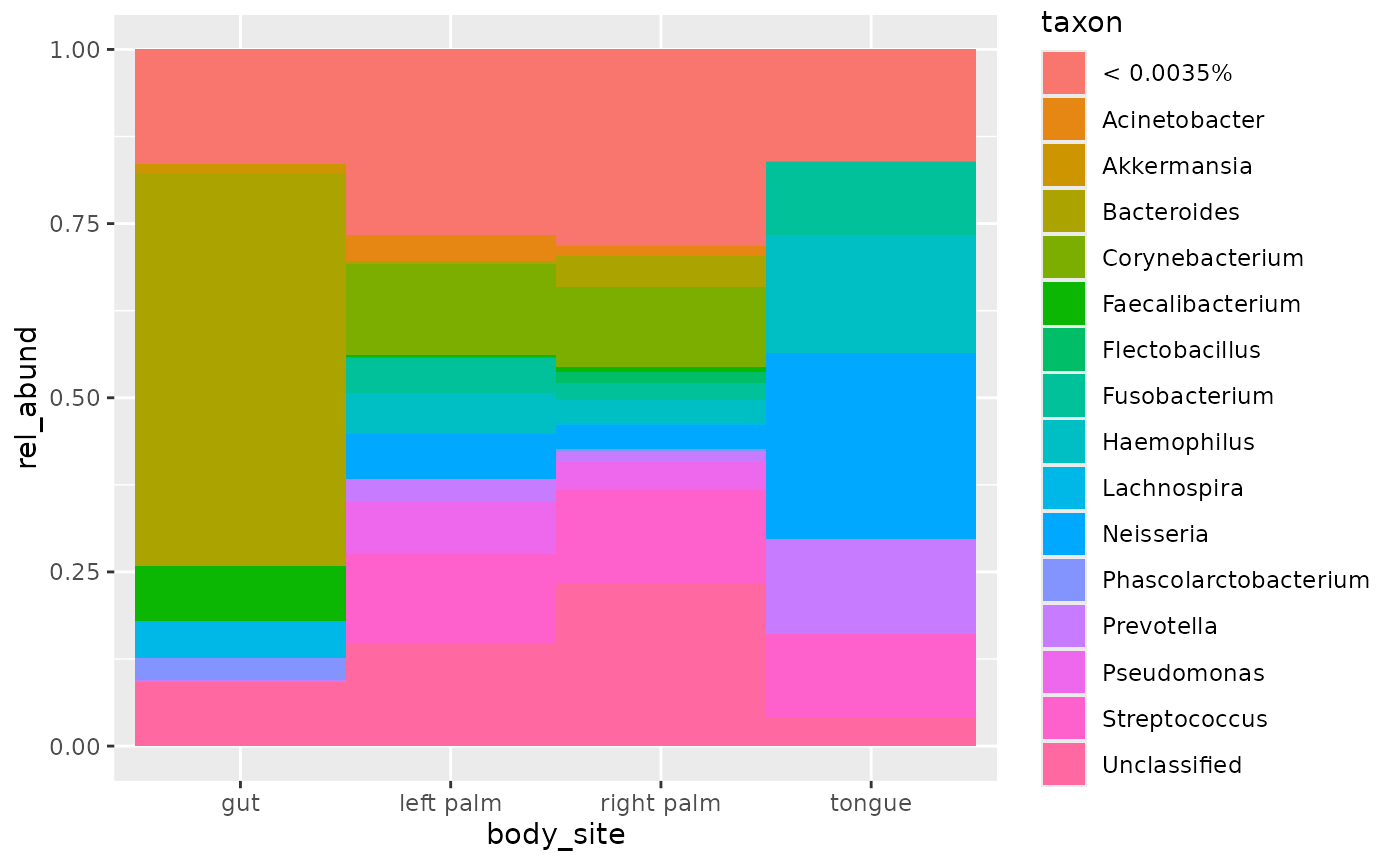 taxon
1.00
0.75
0.50
0.25
0.00
rel_abund
gut
left palm
right palm
tongue
body_site
< 0.0035%
Acinetobacter
Akkermansia
Bacteroides
Corynebacterium
Faecalibacterium
Flectobacillus
Fusobacterium
Haemophilus
Lachnospira
Neisseria
Phascolarctobacterium
Prevotella
Pseudomonas
Streptococcus
Unclassified